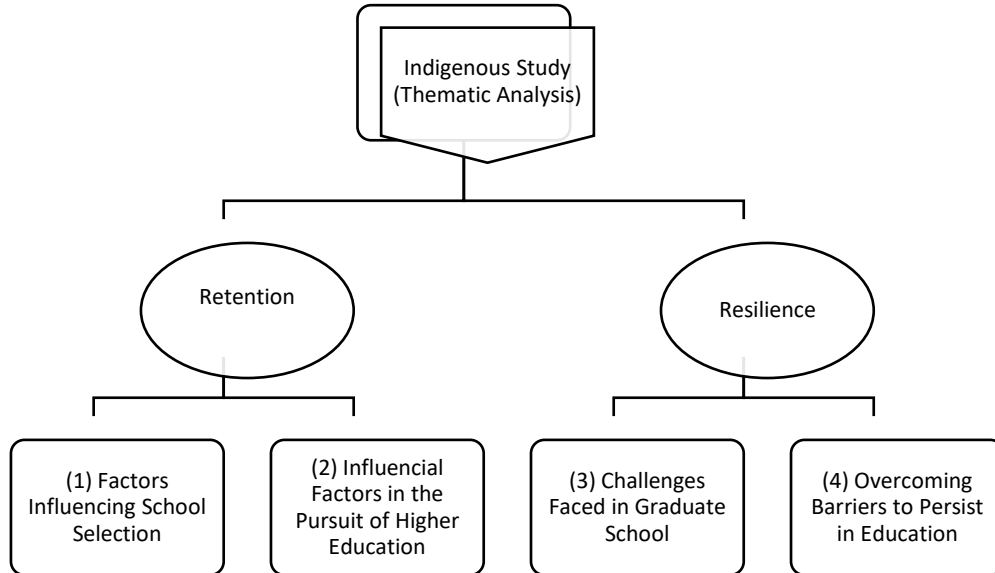 Indigenous Study
(Thematic Analysis)
Retention
Resilience
(1) Factors
Influencing School
Selection
(2) Influencial
Factors in the
Pursuit of Higher
Education
(3) Challenges
Faced in Graduate
School
(4) Overcoming
Barriers to Persist
in Education